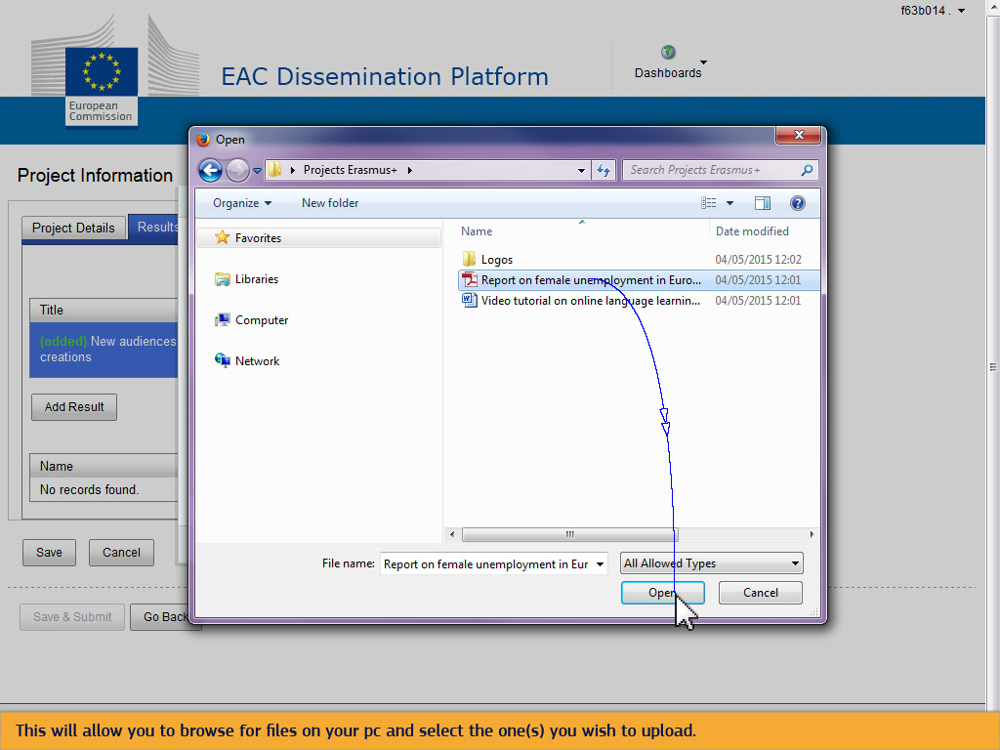 f63b014 .
EAC Dissemination Platform
Dashboards
European
Commission
Project Information
Project Details
Results
Title
(added) New audiences
creations
Add Result
Name
No records found.
Save
Cancel
Save & Submit
Go Back
Open
Projects Erasmus+
Search Projects Erasmus+
Organize
New folder
Favorites
Libraries
Computer
Network
Name Date modified
Logos 04/05/2015 12:02
Report on female unemployment in Euro... 04/05/2015 12:01
Video tutorial on online language learnin... 04/05/2015 12:01
File name: Report on female unemployment in Eur
All Allowed Types
Open
Cancel
This will allow you to browse for files on your pc and select the one(s) you wish to upload.